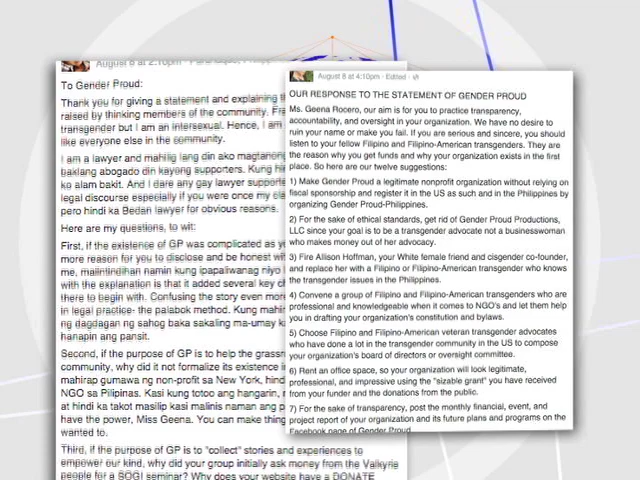 August 8 at 2:10pm
To Gender Proud:
Thank you for giving a statement and explaining
raised by thinking members of the community.
transgender but I am an intersexual. Hence, I am
like everyone else in the community.
I am a lawyer and mahilig lang din ako
baklang abogado din kayong supporters. Kung
ko alam bakit. And I dare any gay lawyer
legal discourse especially if you were once my
pero hindi ka Bedan lawyer for obvious reasons.
Here are my questions, to wit:
First, if the existence of GP was complicated as
more reason for you to disclose and be honest
me, maintindihan namin kung ipapaliwanag niyo
with the explanation is that it added several key
there to begin with. Confusing the story even more
in legal practice- the palabok method. Kung
ng dagdagan ng sahog baka sakaling ma-umay
hanapin ang pansit.
Second, if the purpose of GP is to help the
community, why did it not formalize its existence
mahirap gumawa ng non-profit sa New York,
NGO sa Pilipinas. Kasi kung totoo ang hangarin,
at hindi ka takot masilip kasi malinis naman ang
have the power, Miss Geena. You can make
wanted to.
Third, if the purpose of GP is to "collect" stories and experiences to
empower our kind, why did your group initially ask money from the Valkyrie
people for a SOGI seminar? Why does your website have a DONATE
August 8 at 4:10pm · Edited ·
OUR RESPONSE TO THE STATEMENT OF GENDER PROUD
Ms. Geena Rocero, our aim is for you to practice transparency,
accountability, and oversight in your organization. We have no desire to
ruin your name or make you fail. If you are serious and sincere, you should
listen to your fellow Filipino and Filipino-American transgenders. They are
the reason why you get funds and why your organization exists in the first
place. So here are our twelve suggestions:
1) Make Gender Proud a legitimate nonprofit organization without relying on
fiscal sponsorship and register it in the US as such and in the Philippines by
organizing Gender Proud-Philippines.
2) For the sake of ethical standards, get rid of Gender Proud Productions,
LLC since your goal is to be a transgender advocate not a businesswoman
who makes money out of her advocacy.
3) Fire Allison Hoffman, your White female friend and cisgender co-founder,
and replace her with a Filipino or Filipino-American transgender who knows
the transgender issues in the Philippines.
4) Convene a group of Filipino and Filipino-American transgenders who are
professional and knowledgeable when it comes to NGO's and let them help
you in drafting your organization's constitution and bylaws.
5) Choose Filipino and Filipino-American veteran transgender advocates
who have done a lot in the transgender community in the US to compose
your organization's board of directors or oversight committee.
6) Rent an office space, so your organization will look legitimate,
professional, and impressive using the "sizable grant" you have received
from your funder and the donations from the public.
7) For the sake of transparency, post the monthly financial, event, and
project report of your organization and its future plans and programs on the
Facebook page of Gender Proud